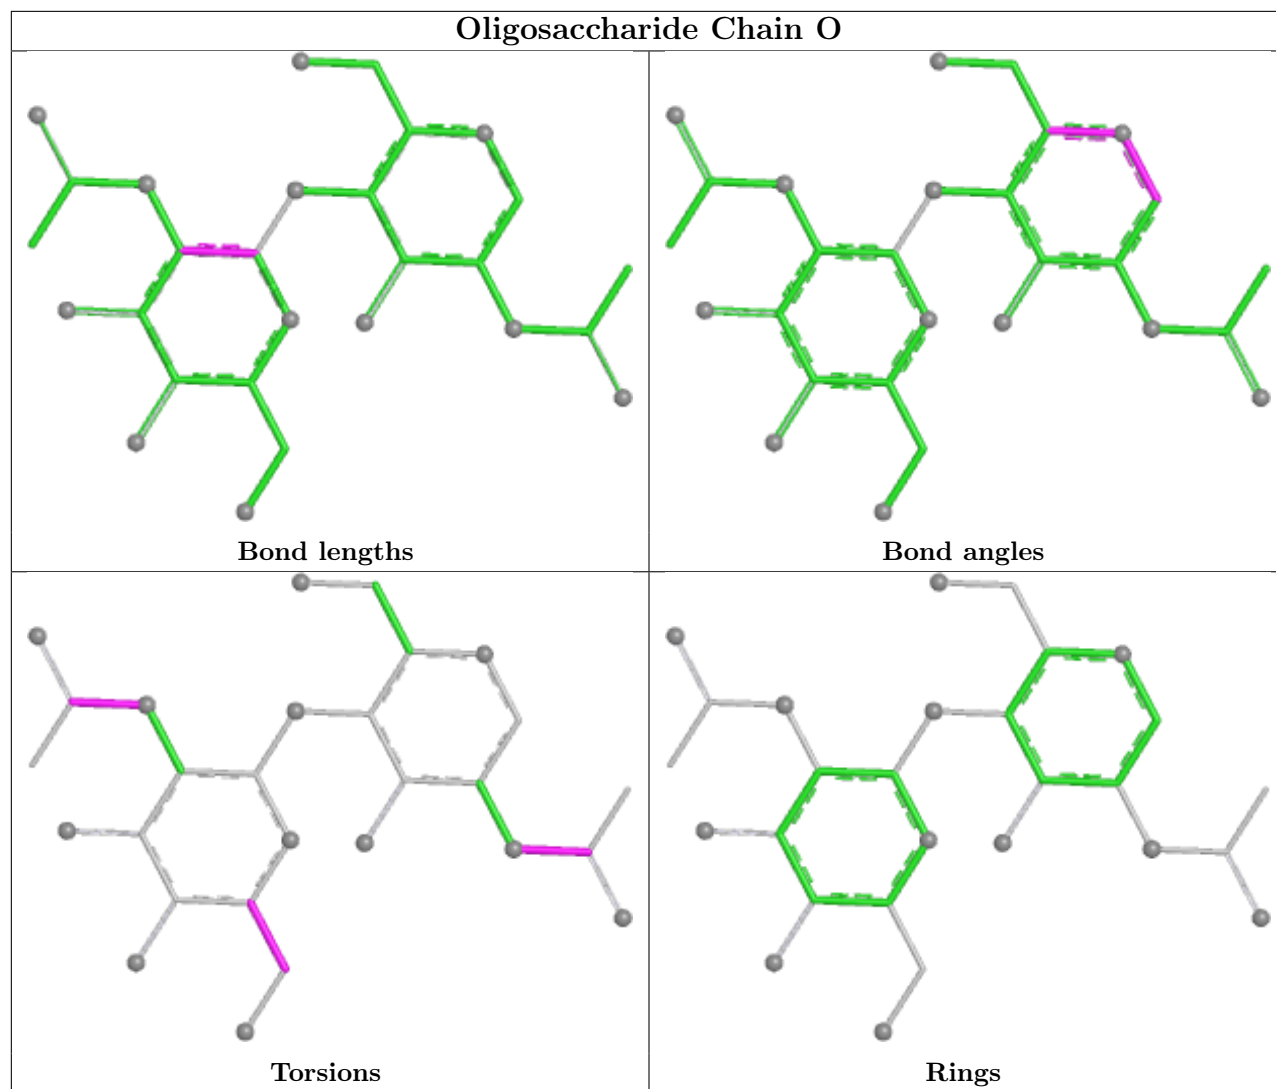 Oligosaccharide Chain O
Bond lengths
Bond angles
Torsions
Rings